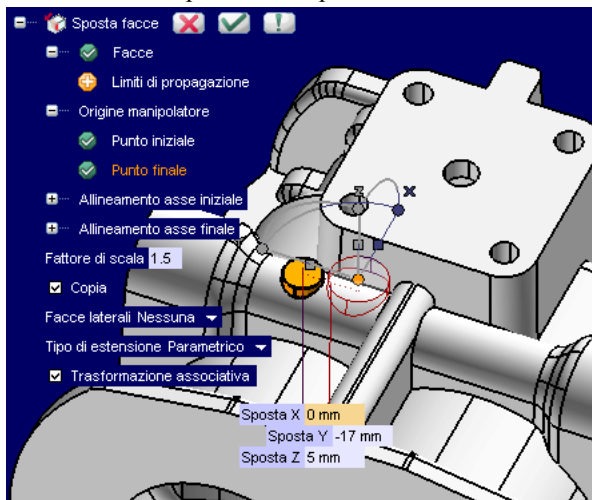 Sposta facce
Facce
Limiti di propagazione
Origine manipolatore
Punto iniziale
Punto finale
Allineamento asse iniziale
Allineamento asse finale
Fattore di scala 1.5
Copia
Facce laterali Nessuna
Tipo di estensione Parametrico
Trasformazione associativa
X
Sposta X 0 mm
Sposta Y -17 mm
Sposta Z 5 mm